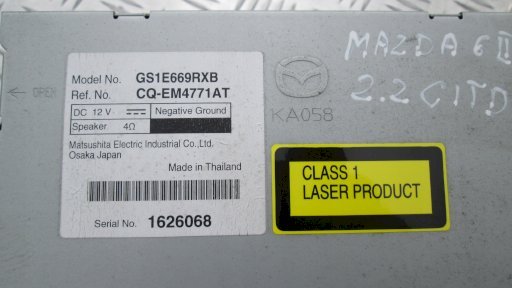 Model No. GS1E669RXB
Ref. No. CQ-EM4771AT
DC 12 V Negative Ground
Speaker 4Ω
Matsushita Electric Industrial Co.,Ltd.
Osaka Japan
Made in Thailand
Serial No. 1626068
← OPEN
KA058
MAZDA 6 II
2.2 CITD
CLASS 1
LASER PRODUCT